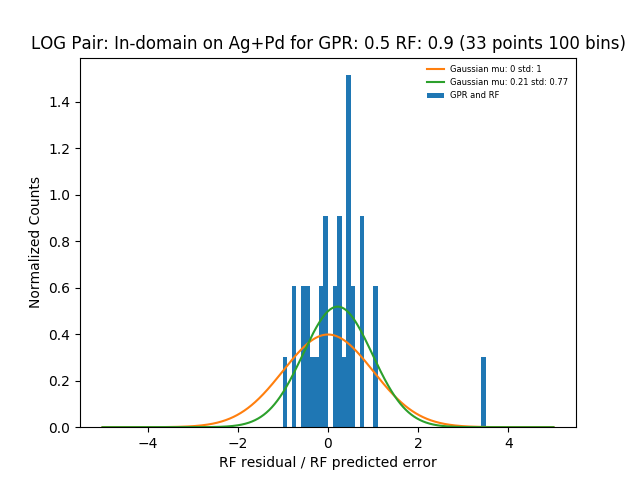 LOG Pair: In-domain on Ag+Pd for GPR: 0.5 RF: 0.9 (33 points 100 bins)
Gaussian mu: 0 std: 1
Gaussian mu: 0.21 std: 0.77
GPR and RF
Normalized Counts
1.4
1.2
1.0
0.8
0.6
0.4
0.2
0.0
−4 −2 0 2 4
RF residual / RF predicted error